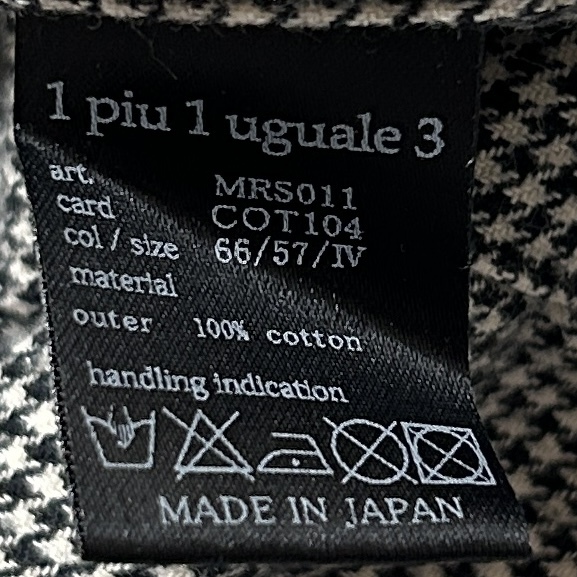 1 piu 1 uguale 3
art. MRS011
card COT104
col / size 66/57/IV
material
outer 100% cotton
handling indication
MADE IN JAPAN